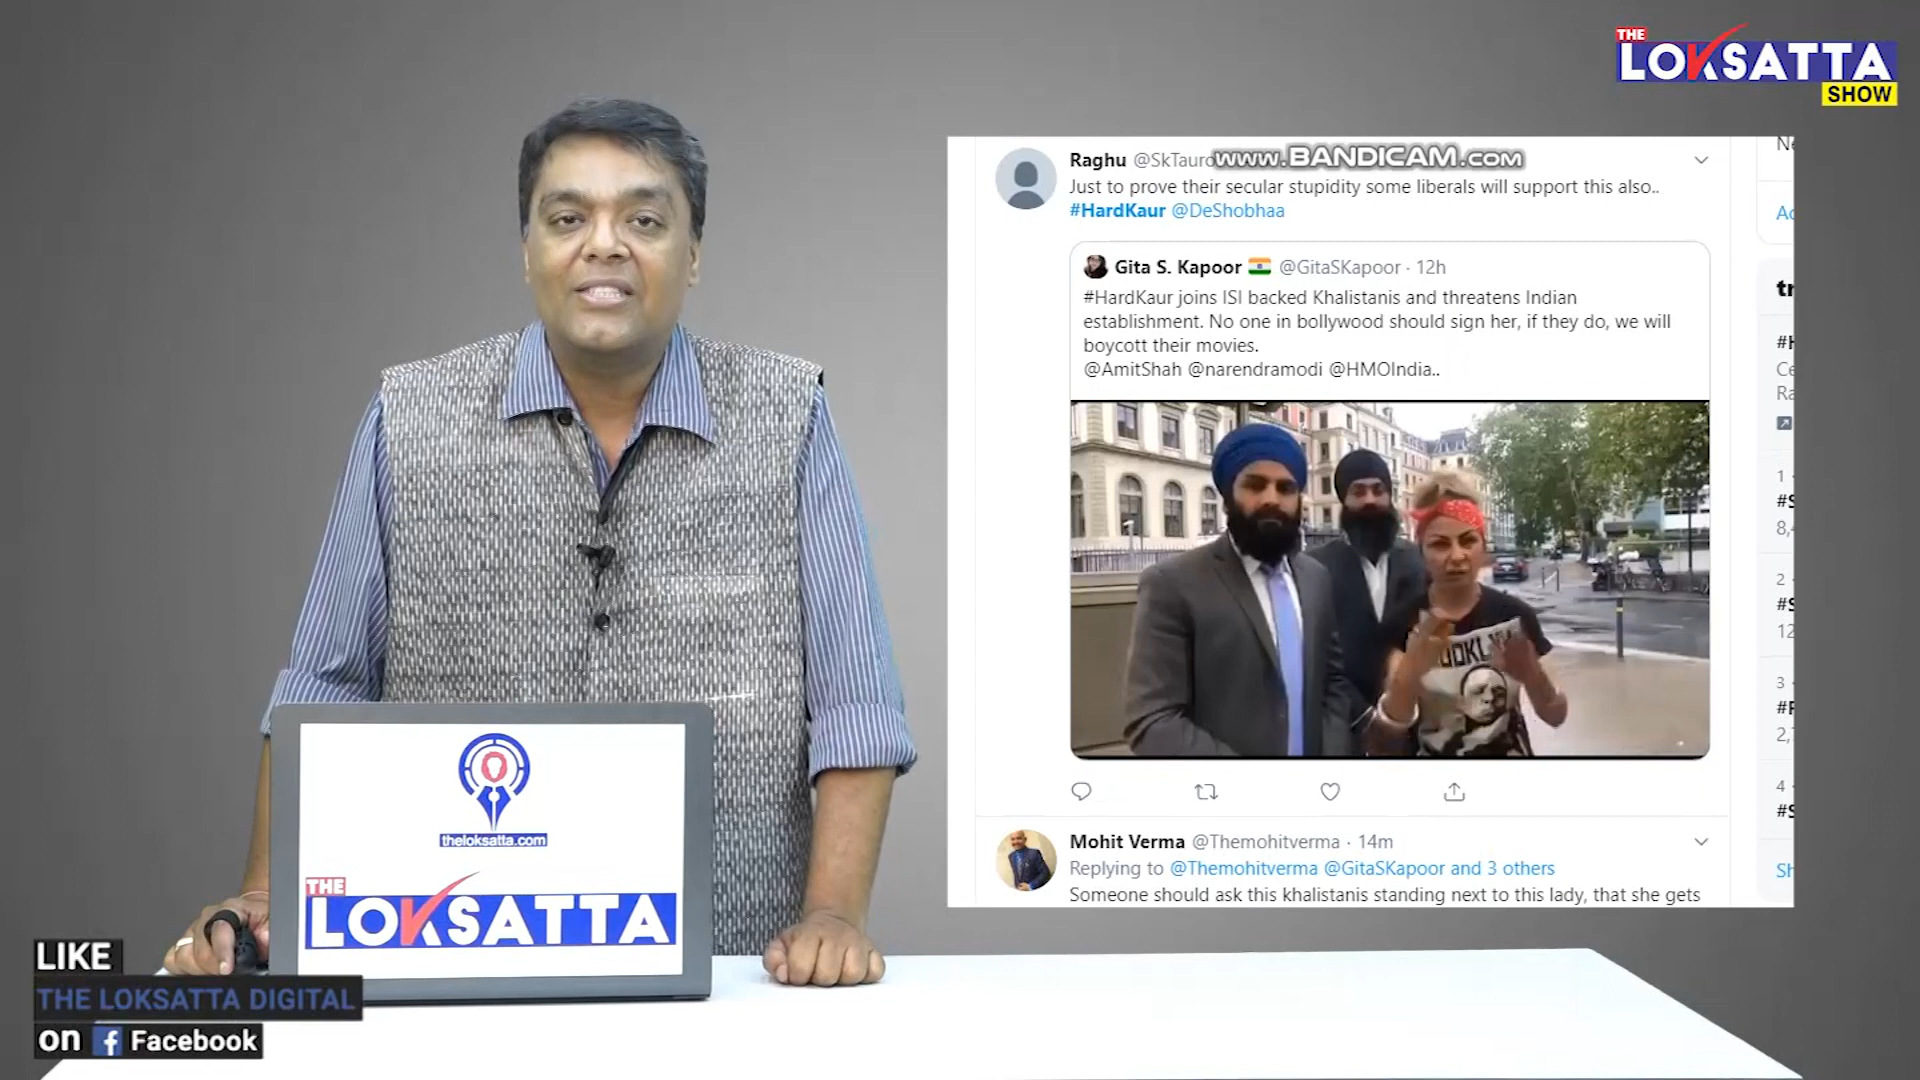 THE
LOKSATTA
SHOW
Raghu @SkTauro
www.BANDICAM.com
Just to prove their secular stupidity some liberals will support this also..
#HardKaur @DeShobhaa
Gita S. Kapoor @GitaSKapoor · 12h
#HardKaur joins ISI backed Khalistanis and threatens Indian
establishment. No one in bollywood should sign her, if they do, we will
boycott their movies.
@AmitShah @narendramodi @HMOIndia..
Mohit Verma @Themohitverma · 14m
Replying to @Themohitverma @GitaSKapoor and 3 others
Someone should ask this khalistanis standing next to this lady, that she gets
1
2
3
4
theloksatta.com
THE
LOKSATTA
LIKE
THE LOKSATTA DIGITAL
on f Facebook